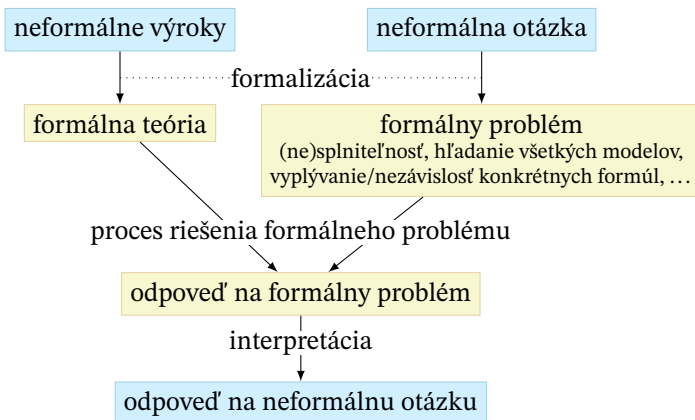 neformálne výroky
neformálna otázka
formalizácia
formálna teória
formálny problém
(ne)splniteľnosť, hľadanie všetkých modelov,
vyplývanie/nezávislosť konkrétnych formúl, …
proces riešenia formálneho problému
odpoveď na formálny problém
interpretácia
odpoveď na neformálnu otázku